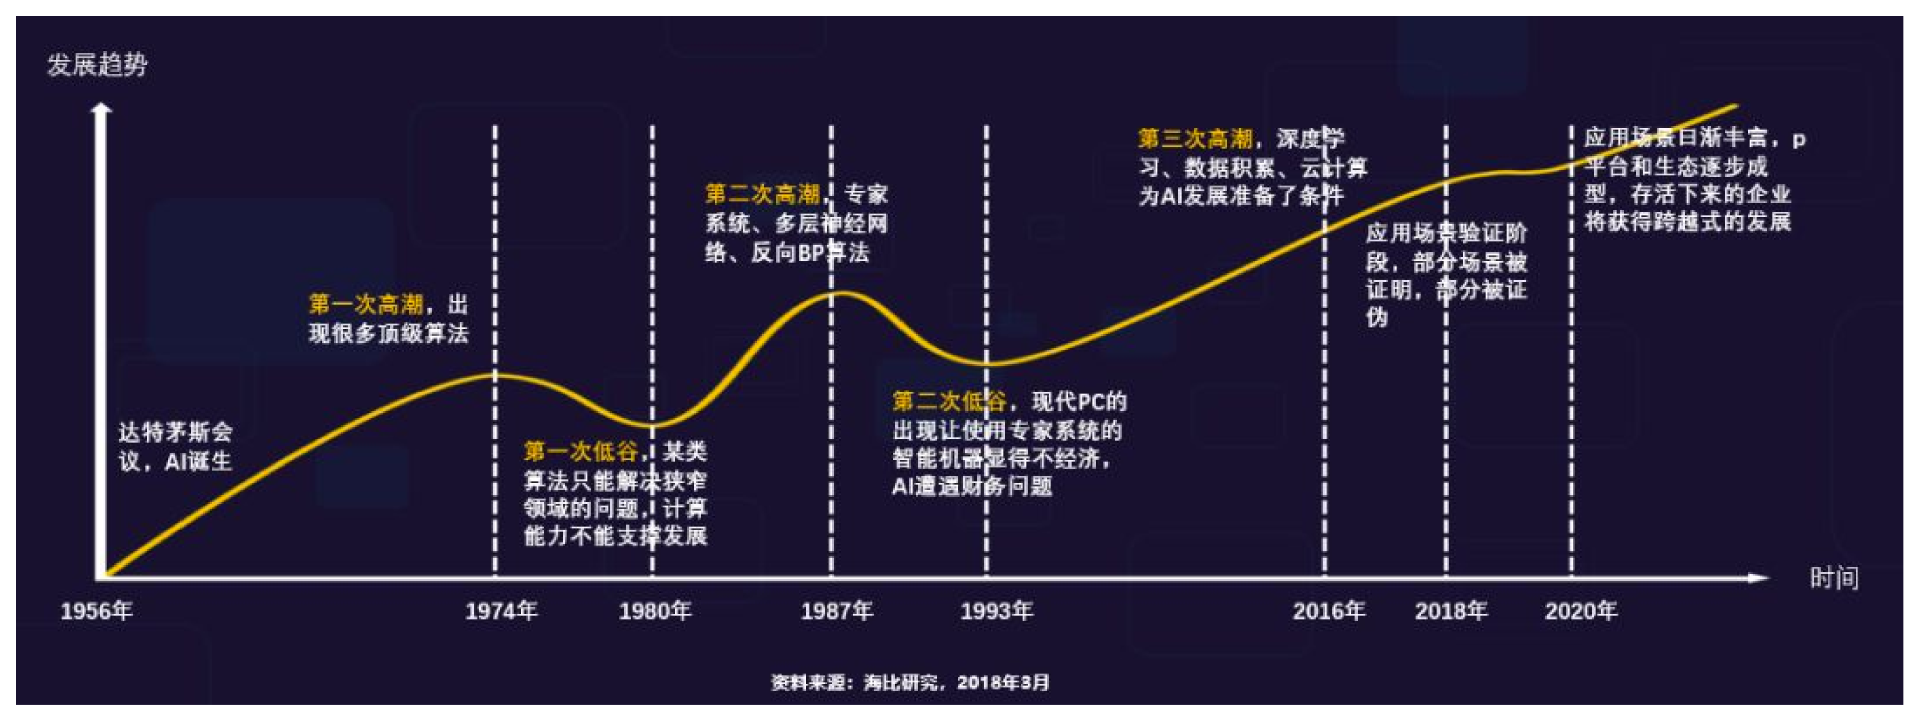 发展趋势
达特茅斯会
议，AI诞生
第一次高潮，出
现很多顶级算法
第一次低谷，某类
算法只能解决狭窄
领域的问题，计算
能力不能支撑发展
第二次高潮，专家
系统、多层神经网
络、反向BP算法
第二次低谷，现代PC的
出现让使用专家系统的
智能机器显得不经济，
AI遭遇财务问题
第三次高潮，深度学
习、数据积累、云计算
为AI发展准备了条件
应用场景验证阶
段，部分场景被
证明，部分被证
伪
应用场景日渐丰富，p
平台和生态逐步成
型，存活下来的企业
将获得跨越式的发展
时间
1956年 1974年 1980年 1987年 1993年 2016年 2018年 2020年
资料来源：海比研究，2018年3月